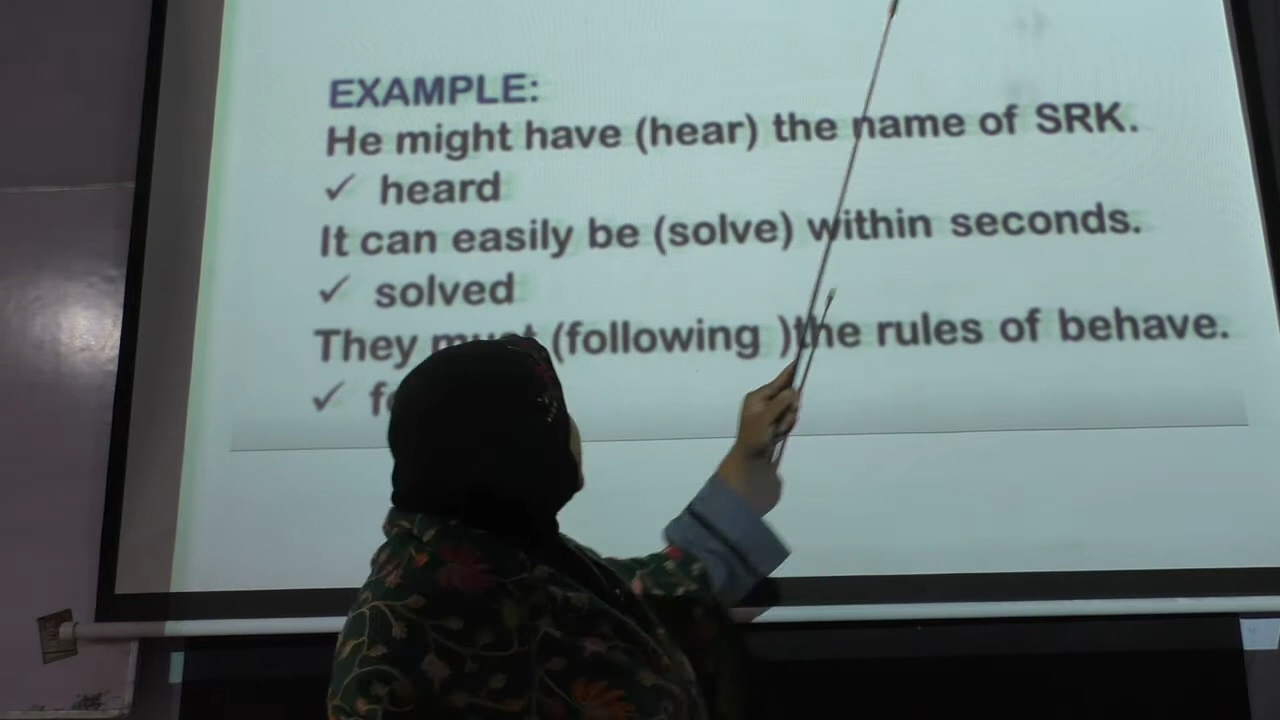 EXAMPLE:
He might have (hear) the name of SRK.
✓ heard
It can easily be (solve) within seconds.
✓ solved
They must (following )the rules of behave.
✓